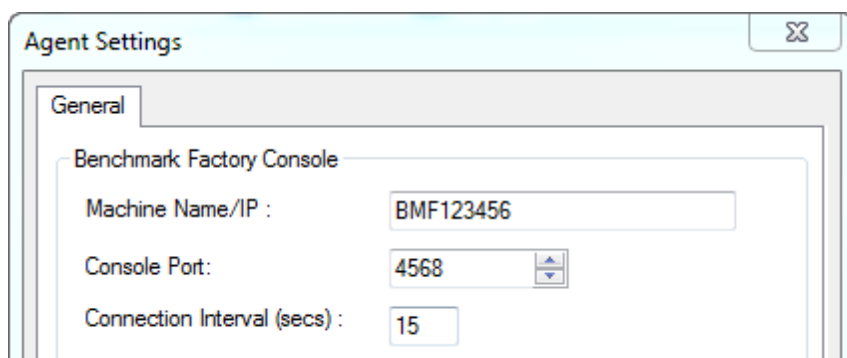 Agent Settings
General
Benchmark Factory Console
Machine Name/IP : BMF123456
Console Port: 4568
Connection Interval (secs) : 15